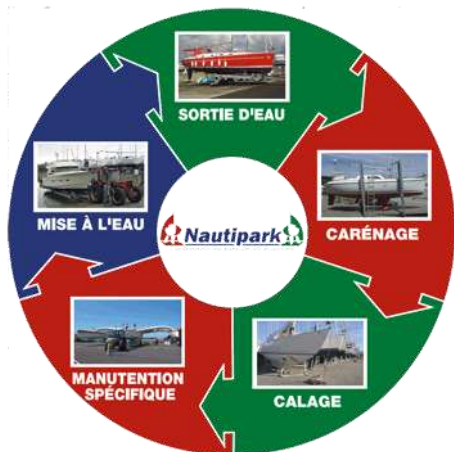 SORTIE D'EAU
CARÉNAGE
CALAGE
MANUTENTION
SPÉCIFIQUE
MISE À L'EAU
Nautipark